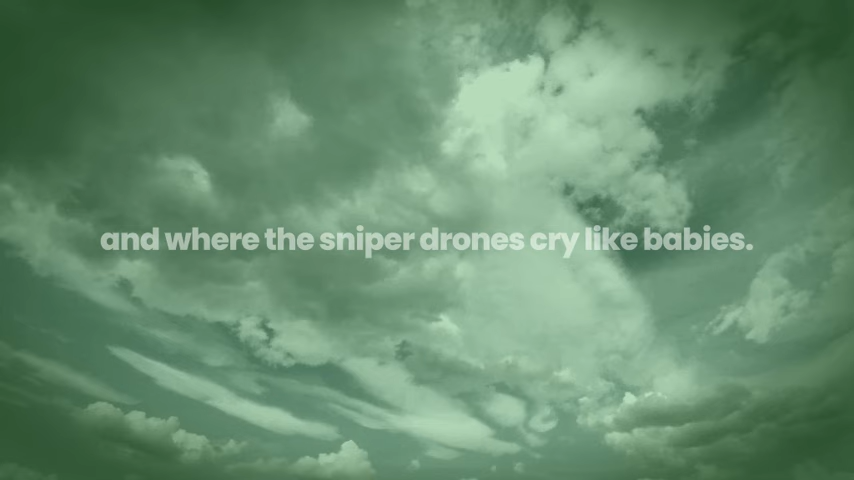 and where the sniper drones cry like babies.